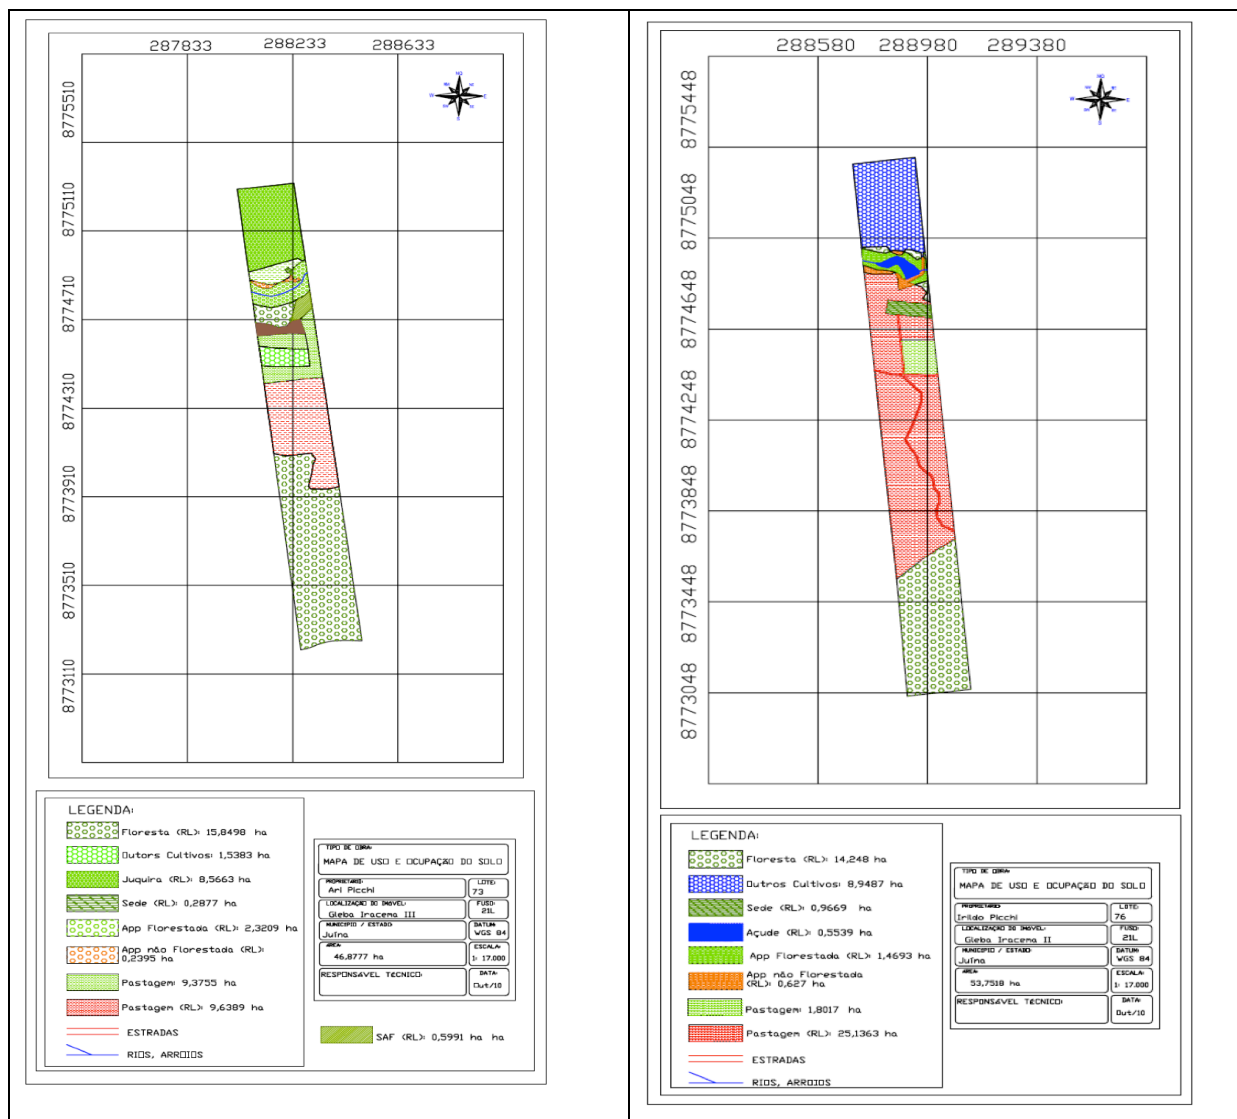 287833 288233 288633
8775510
8775110
8774710
8774310
8773910
8773510
8773110
LEGENDA:
Floresta (RL): 15,8498 ha
Outors Cultivos: 1,5383 ha
Juquira (RL): 8,5663 ha
Sede (RL): 0,2877 ha
App Florestada (RL): 2,3209 ha
App não Florestada (RL):
0,2395 ha
Pastagem: 9,3755 ha
Pastagem (RL): 9,6389 ha
ESTRADAS
RIOS, ARROIOS
TIPO DE OBRA:
MAPA DE USO E OCUPAÇÃO DO SOLO
PROPRIETARIO:
Ari Picchi
LOTE:
73
LOCALIZAÇÃO DO IMOVEL:
Gleba Iracema III
FUSO:
21L
MUNICIPIO / ESTADO:
Juína
DATUM:
WGS 84
AREA:
46,8777 ha
ESCALA:
1: 17.000
RESPONSÁVEL TECNICO:
DATA:
Out/10
SAF (RL): 0,5991 ha ha
288580 288980 289380
8775448
8775048
8774648
8774248
8773848
8773448
8773048
LEGENDA:
Floresta (RL): 14,248 ha
Outros Cultivos: 8,9487 ha
Sede (RL): 0,9669 ha
Açude (RL): 0,5539 ha
App Florestada (RL): 1,4693 ha
App não Florestada
(RL): 0,627 ha
Pastagem: 1,8017 ha
Pastagem (RL): 25,1363 ha
ESTRADAS
RIOS, ARROIOS
TIPO DE OBRA:
MAPA DE USO E OCUPAÇÃO DO SOLO
PROPRIETARIO:
Irildo Picchi
LOTE:
76
LOCALIZAÇÃO DO IMOVEL:
Gleba Iracema II
FUSO:
21L
MUNICIPIO / ESTADO:
Juína
DATUM:
WGS 84
AREA:
53,7518 ha
ESCALA:
1: 17.000
RESPONSÁVEL TECNICO:
DATA:
Out/10